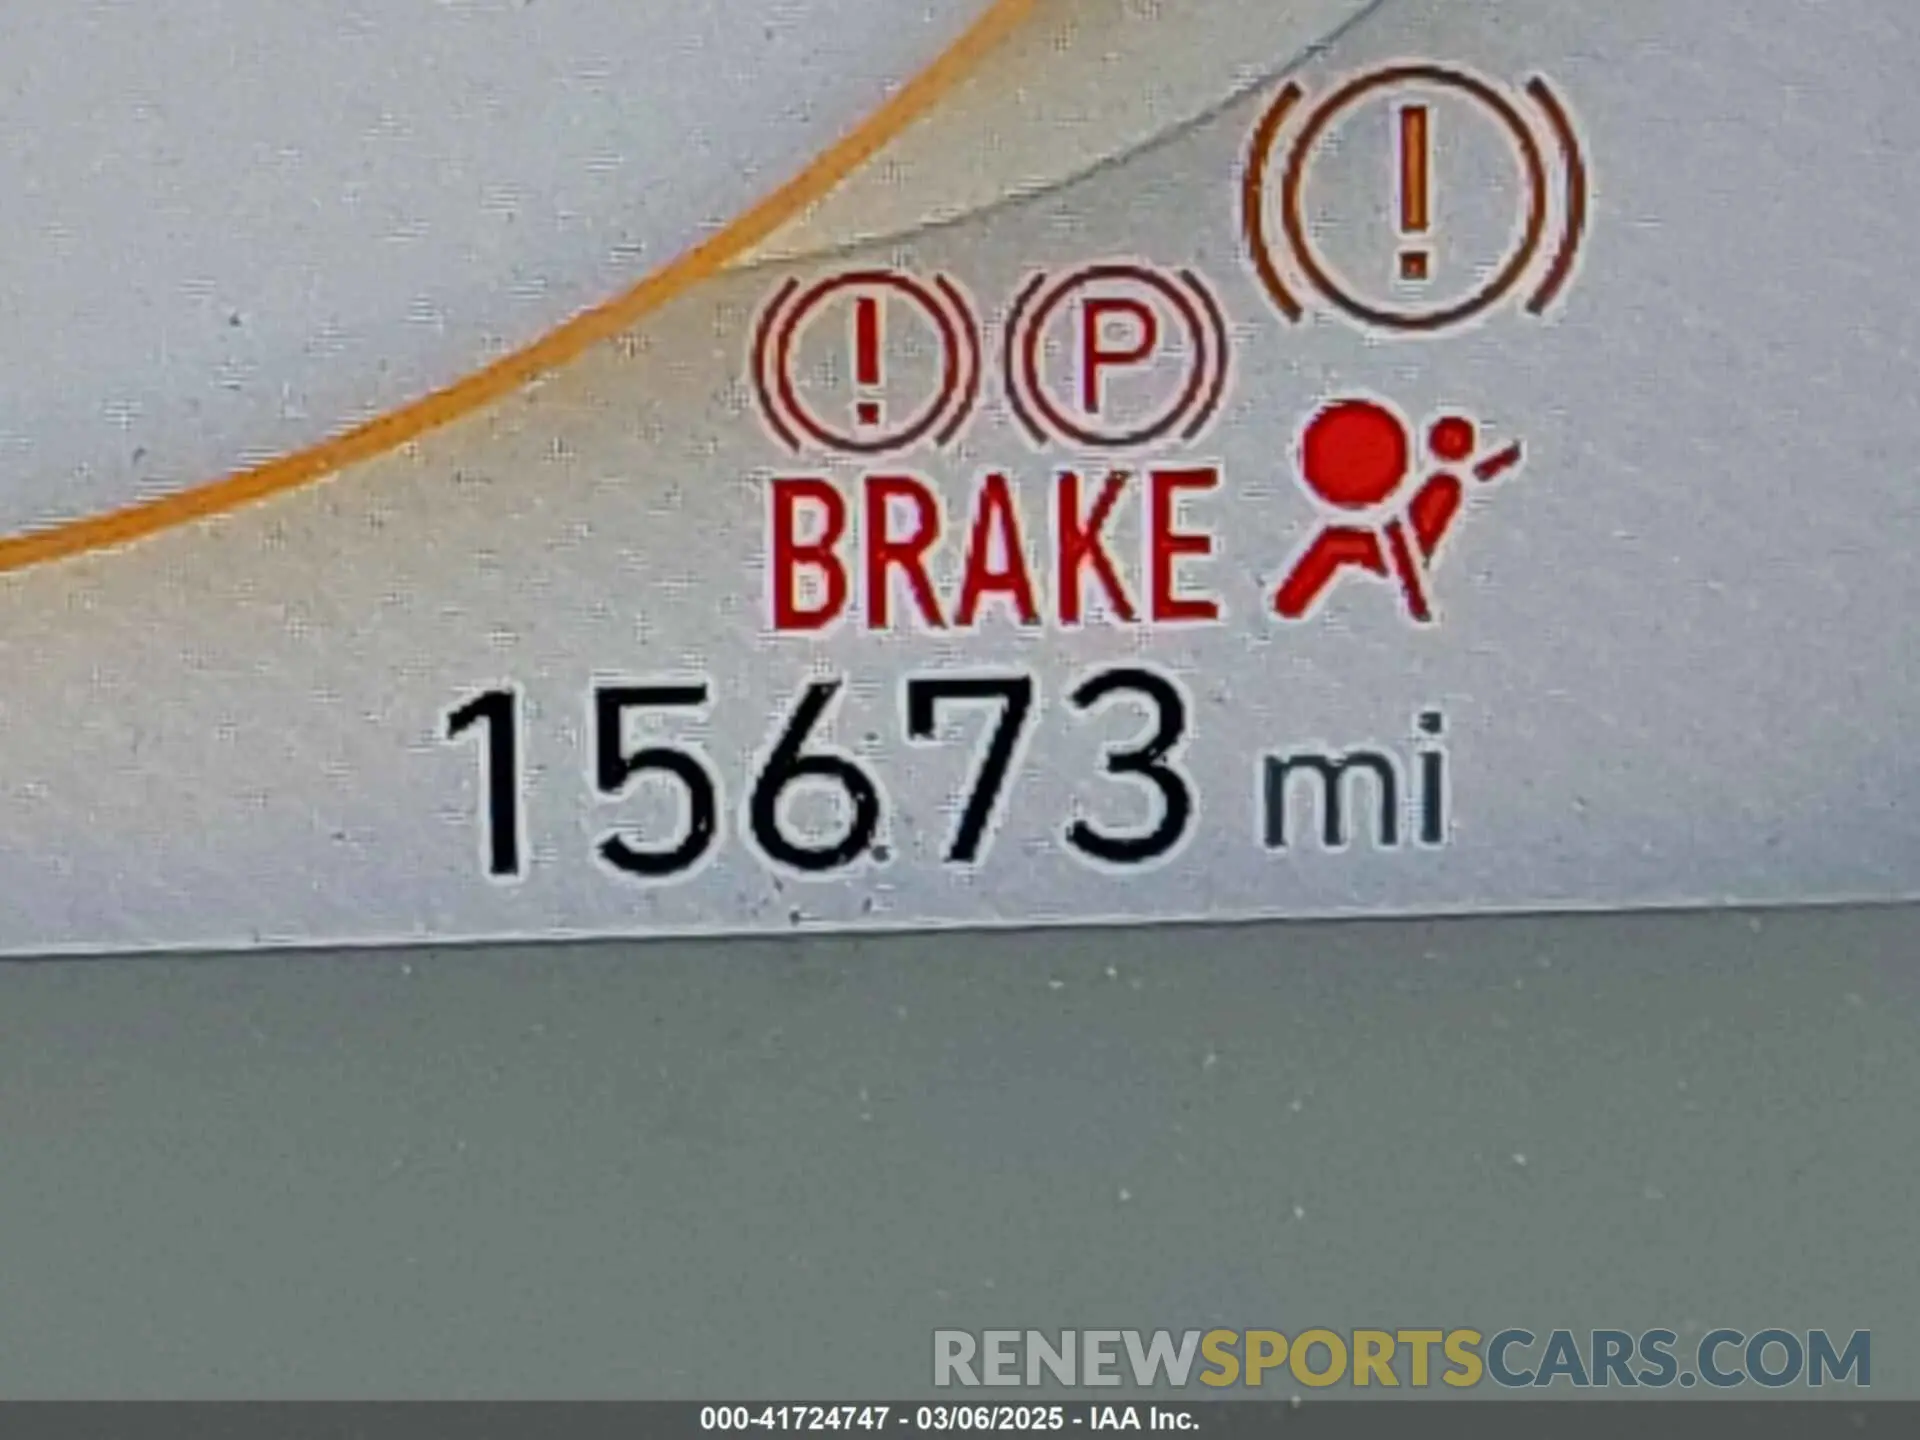 P
BRAKE
15673 mi
RENEWSPORTSCARS.COM
000-41724747 - 03/06/2025 - IAA Inc.